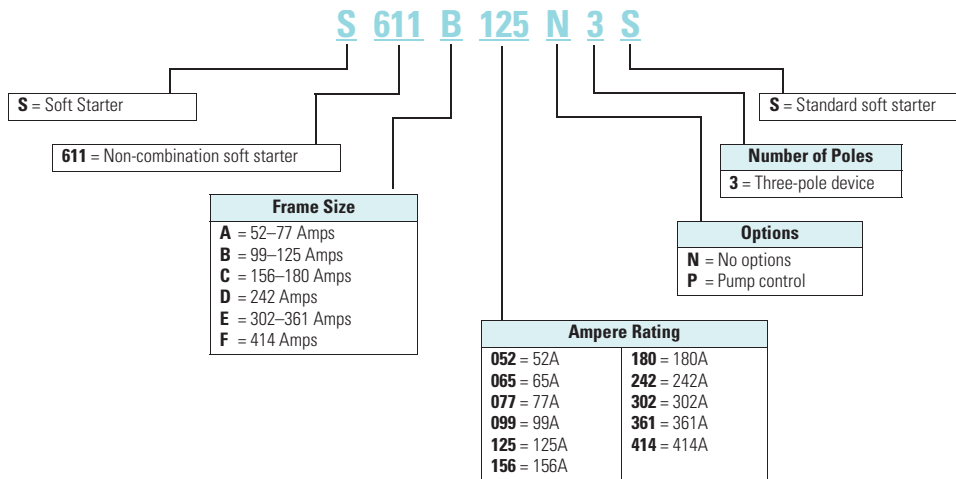 S 611 B 125 N 3 S
S = Soft Starter
S = Standard soft starter
611 = Non-combination soft starter
Number of Poles
3 = Three-pole device
Frame Size
A = 52–77 Amps
B = 99–125 Amps
C = 156–180 Amps
D = 242 Amps
E = 302–361 Amps
F = 414 Amps
Options
N = No options
P = Pump control
Ampere Rating
052 = 52A
065 = 65A
077 = 77A
099 = 99A
125 = 125A
156 = 156A
180 = 180A
242 = 242A
302 = 302A
361 = 361A
414 = 414A